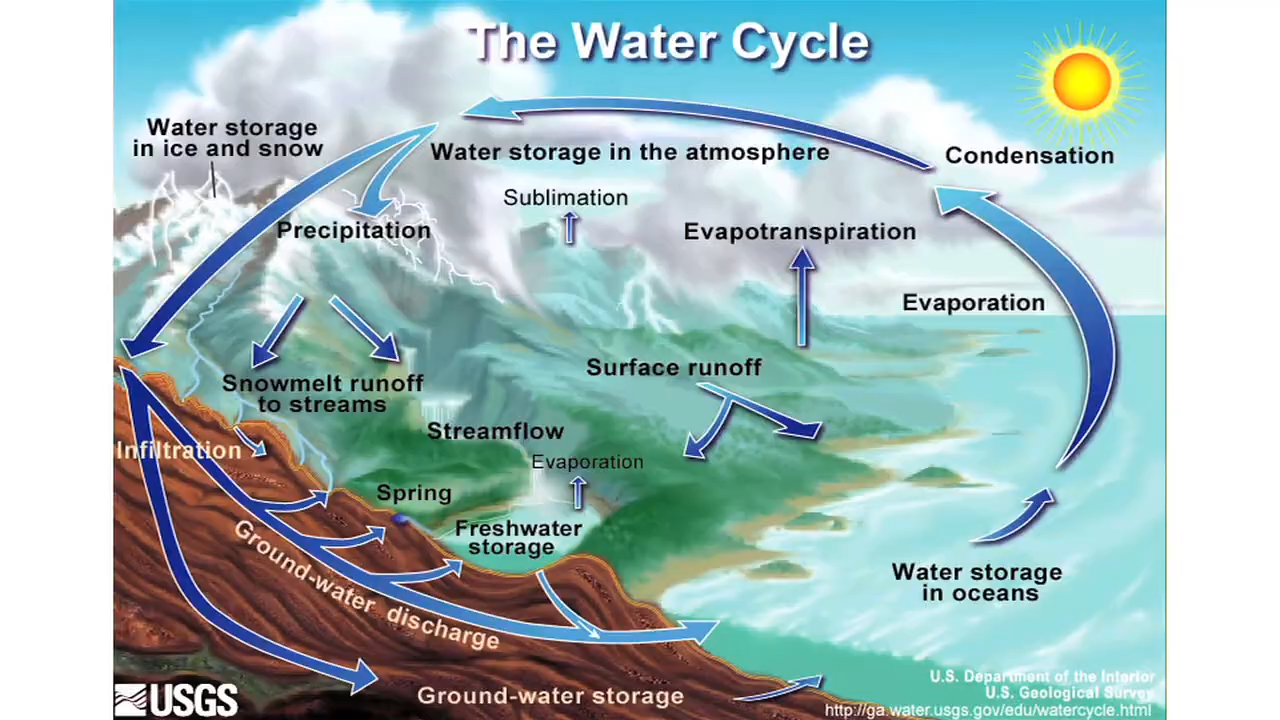 The Water Cycle
Water storage
in ice and snow
Water storage in the atmosphere
Condensation
Sublimation
Precipitation
Evapotranspiration
Evaporation
Surface runoff
Snowmelt runoff
to streams
Streamflow
Infiltration
Evaporation
Spring
Freshwater
storage
Ground-water discharge
Water storage
in oceans
Ground-water storage
USGS
U.S. Department of the Interior
U.S. Geological Survey
http://ga.water.usgs.gov/edu/watercycle.html